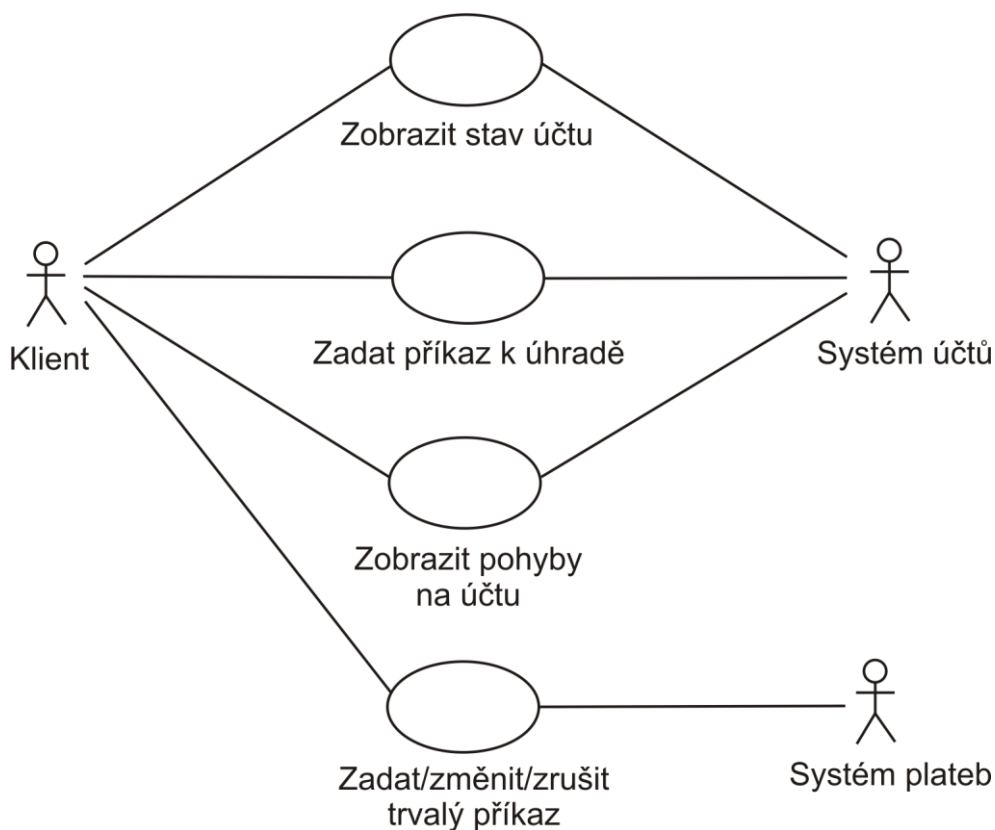 Zobrazit stav účtu
Klient
Zadat příkaz k úhradě
Systém účtů
Zobrazit pohyby
na účtu
Zadat/změnit/zrušit
trvalý příkaz
Systém plateb